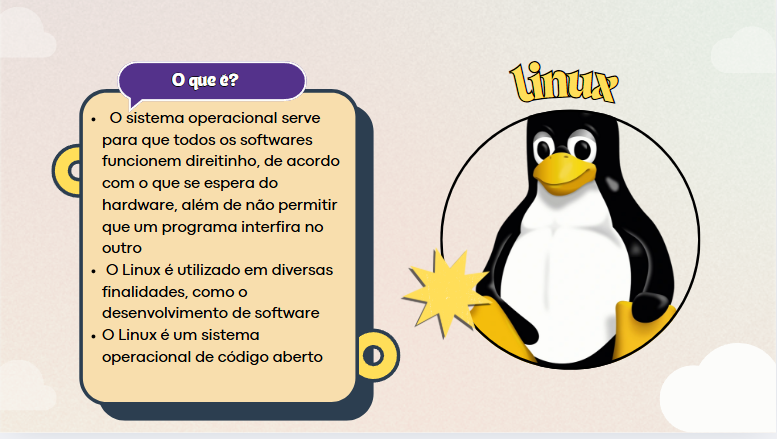 O que é?
linux
• O sistema operacional serve
para que todos os softwares
funcionem direitinho, de acordo
com o que se espera do
hardware, além de não permitir
que um programa interfira no
outro
• O Linux é utilizado em diversas
finalidades, como o
desenvolvimento de software
• O Linux é um sistema
operacional de código aberto